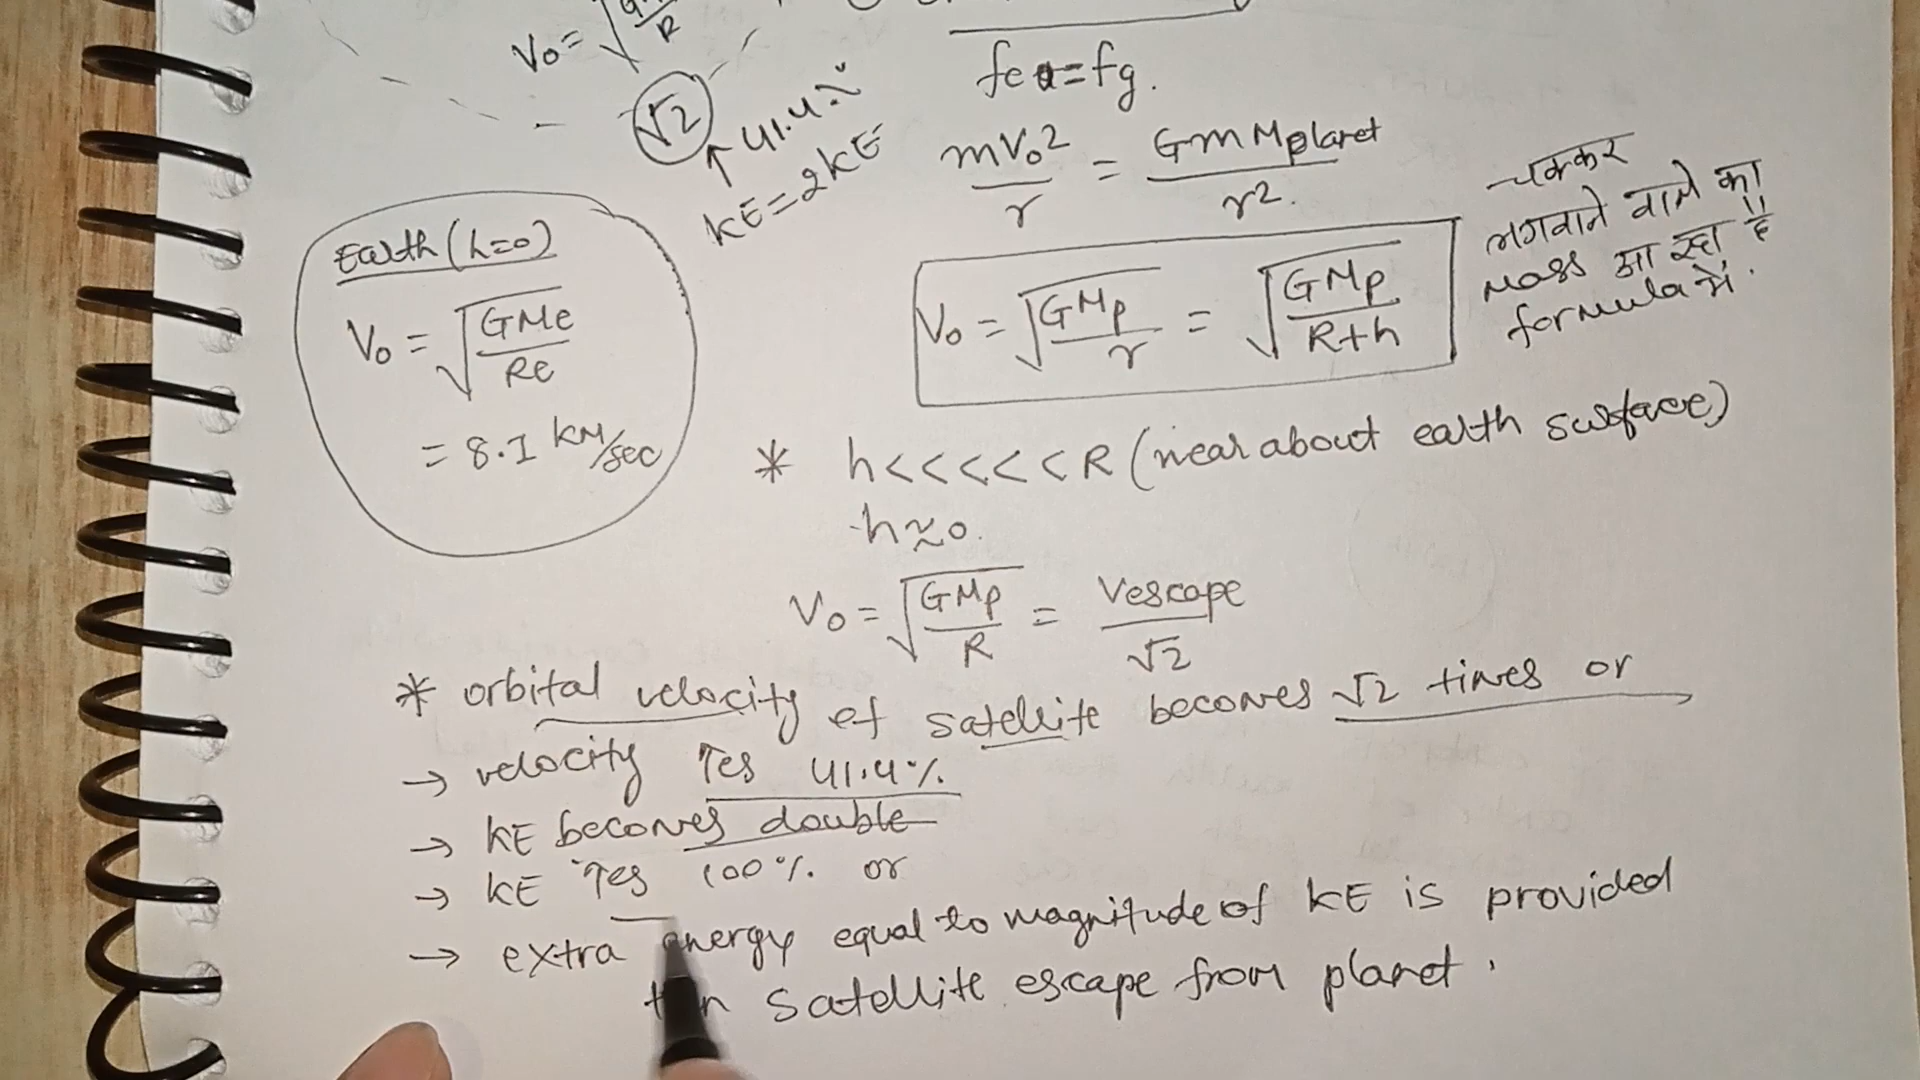 V₀ = √G/R
√2
↑ 41.4%
KE = 2KE
fc = fg.
mV₀²/r = GmMplanet/r².
V₀ = √GMp/r = √GMp/R+h
चक्कर
लगवाने वाले का
mass आ रहा है
formula में.
Earth (h=0)
V₀ = √GMe/Re
= 8.1 km/sec
* h<<<<<R (near about earth surface)
h≈0.
V₀ = √GMp/R = Vescape/√2
* orbital velocity of satellite becomes √2 times or
→ velocity ↑es 41.4%
→ KE becomes double
→ KE ↑es 100% or
→ extra energy equal to magnitude of KE is provided
satellite escape from planet.